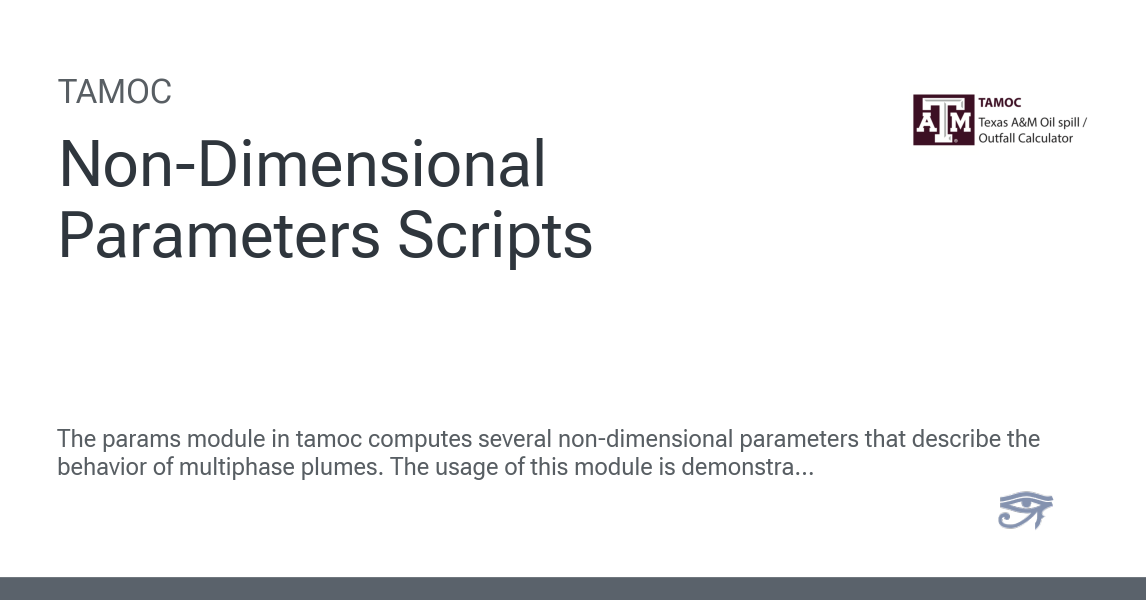 TAMOC
Non-Dimensional
Parameters Scripts
ATM
TAMOC
Texas A&M Oil spill /
Outfall Calculator
The params module in tamoc computes several non-dimensional parameters that describe the
behavior of multiphase plumes. The usage of this module is demonstra...